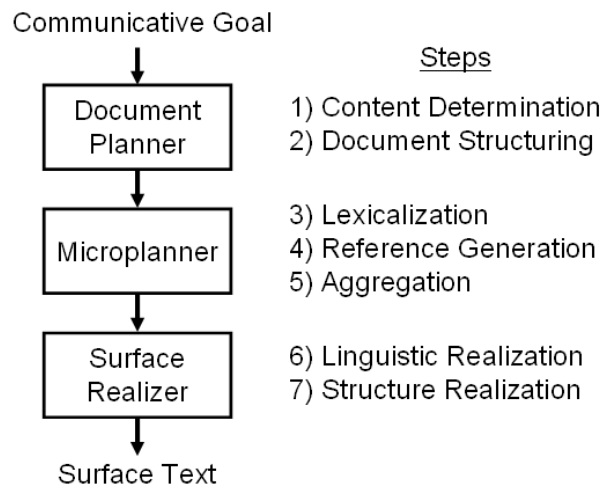 Communicative Goal
Steps
Document
Planner
1) Content Determination
2) Document Structuring
Microplanner
3) Lexicalization
4) Reference Generation
5) Aggregation
Surface
Realizer
6) Linguistic Realization
7) Structure Realization
Surface Text